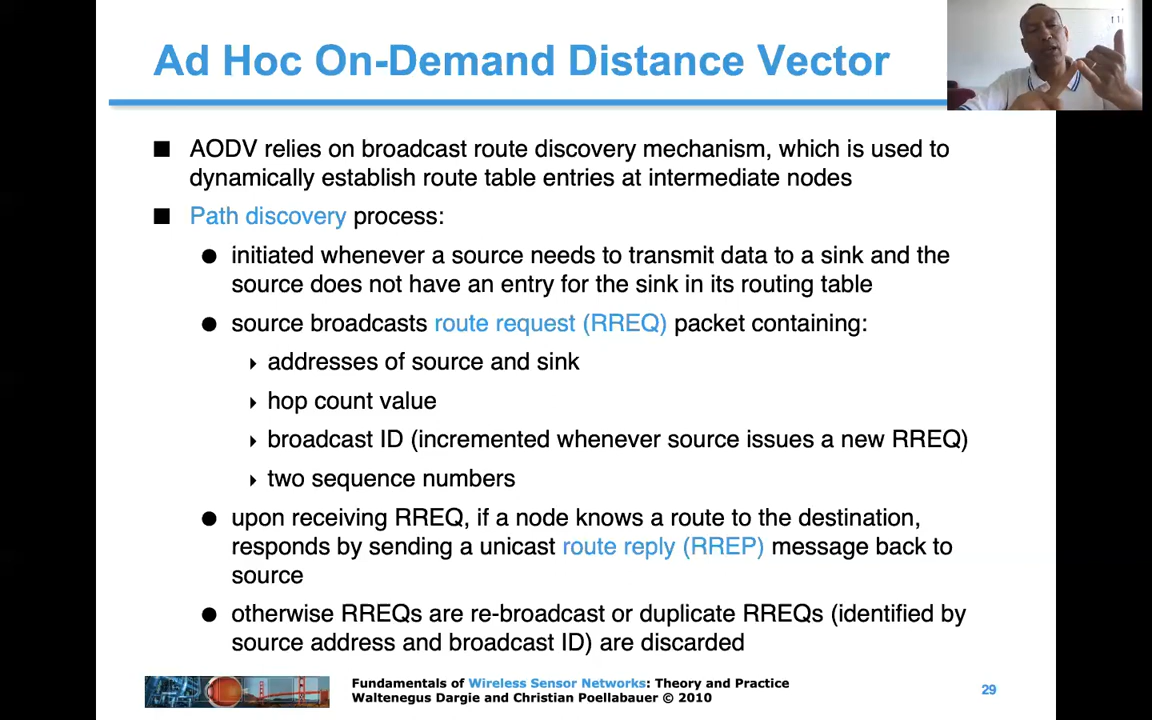 Ad Hoc On-Demand Distance Vector
■ AODV relies on broadcast route discovery mechanism, which is used to
dynamically establish route table entries at intermediate nodes
■ Path discovery process:
● initiated whenever a source needs to transmit data to a sink and the
source does not have an entry for the sink in its routing table
● source broadcasts route request (RREQ) packet containing:
‣ addresses of source and sink
‣ hop count value
‣ broadcast ID (incremented whenever source issues a new RREQ)
‣ two sequence numbers
● upon receiving RREQ, if a node knows a route to the destination,
responds by sending a unicast route reply (RREP) message back to
source
● otherwise RREQs are re-broadcast or duplicate RREQs (identified by
source address and broadcast ID) are discarded
Fundamentals of Wireless Sensor Networks: Theory and Practice
Waltenegus Dargie and Christian Poellabauer © 2010
29